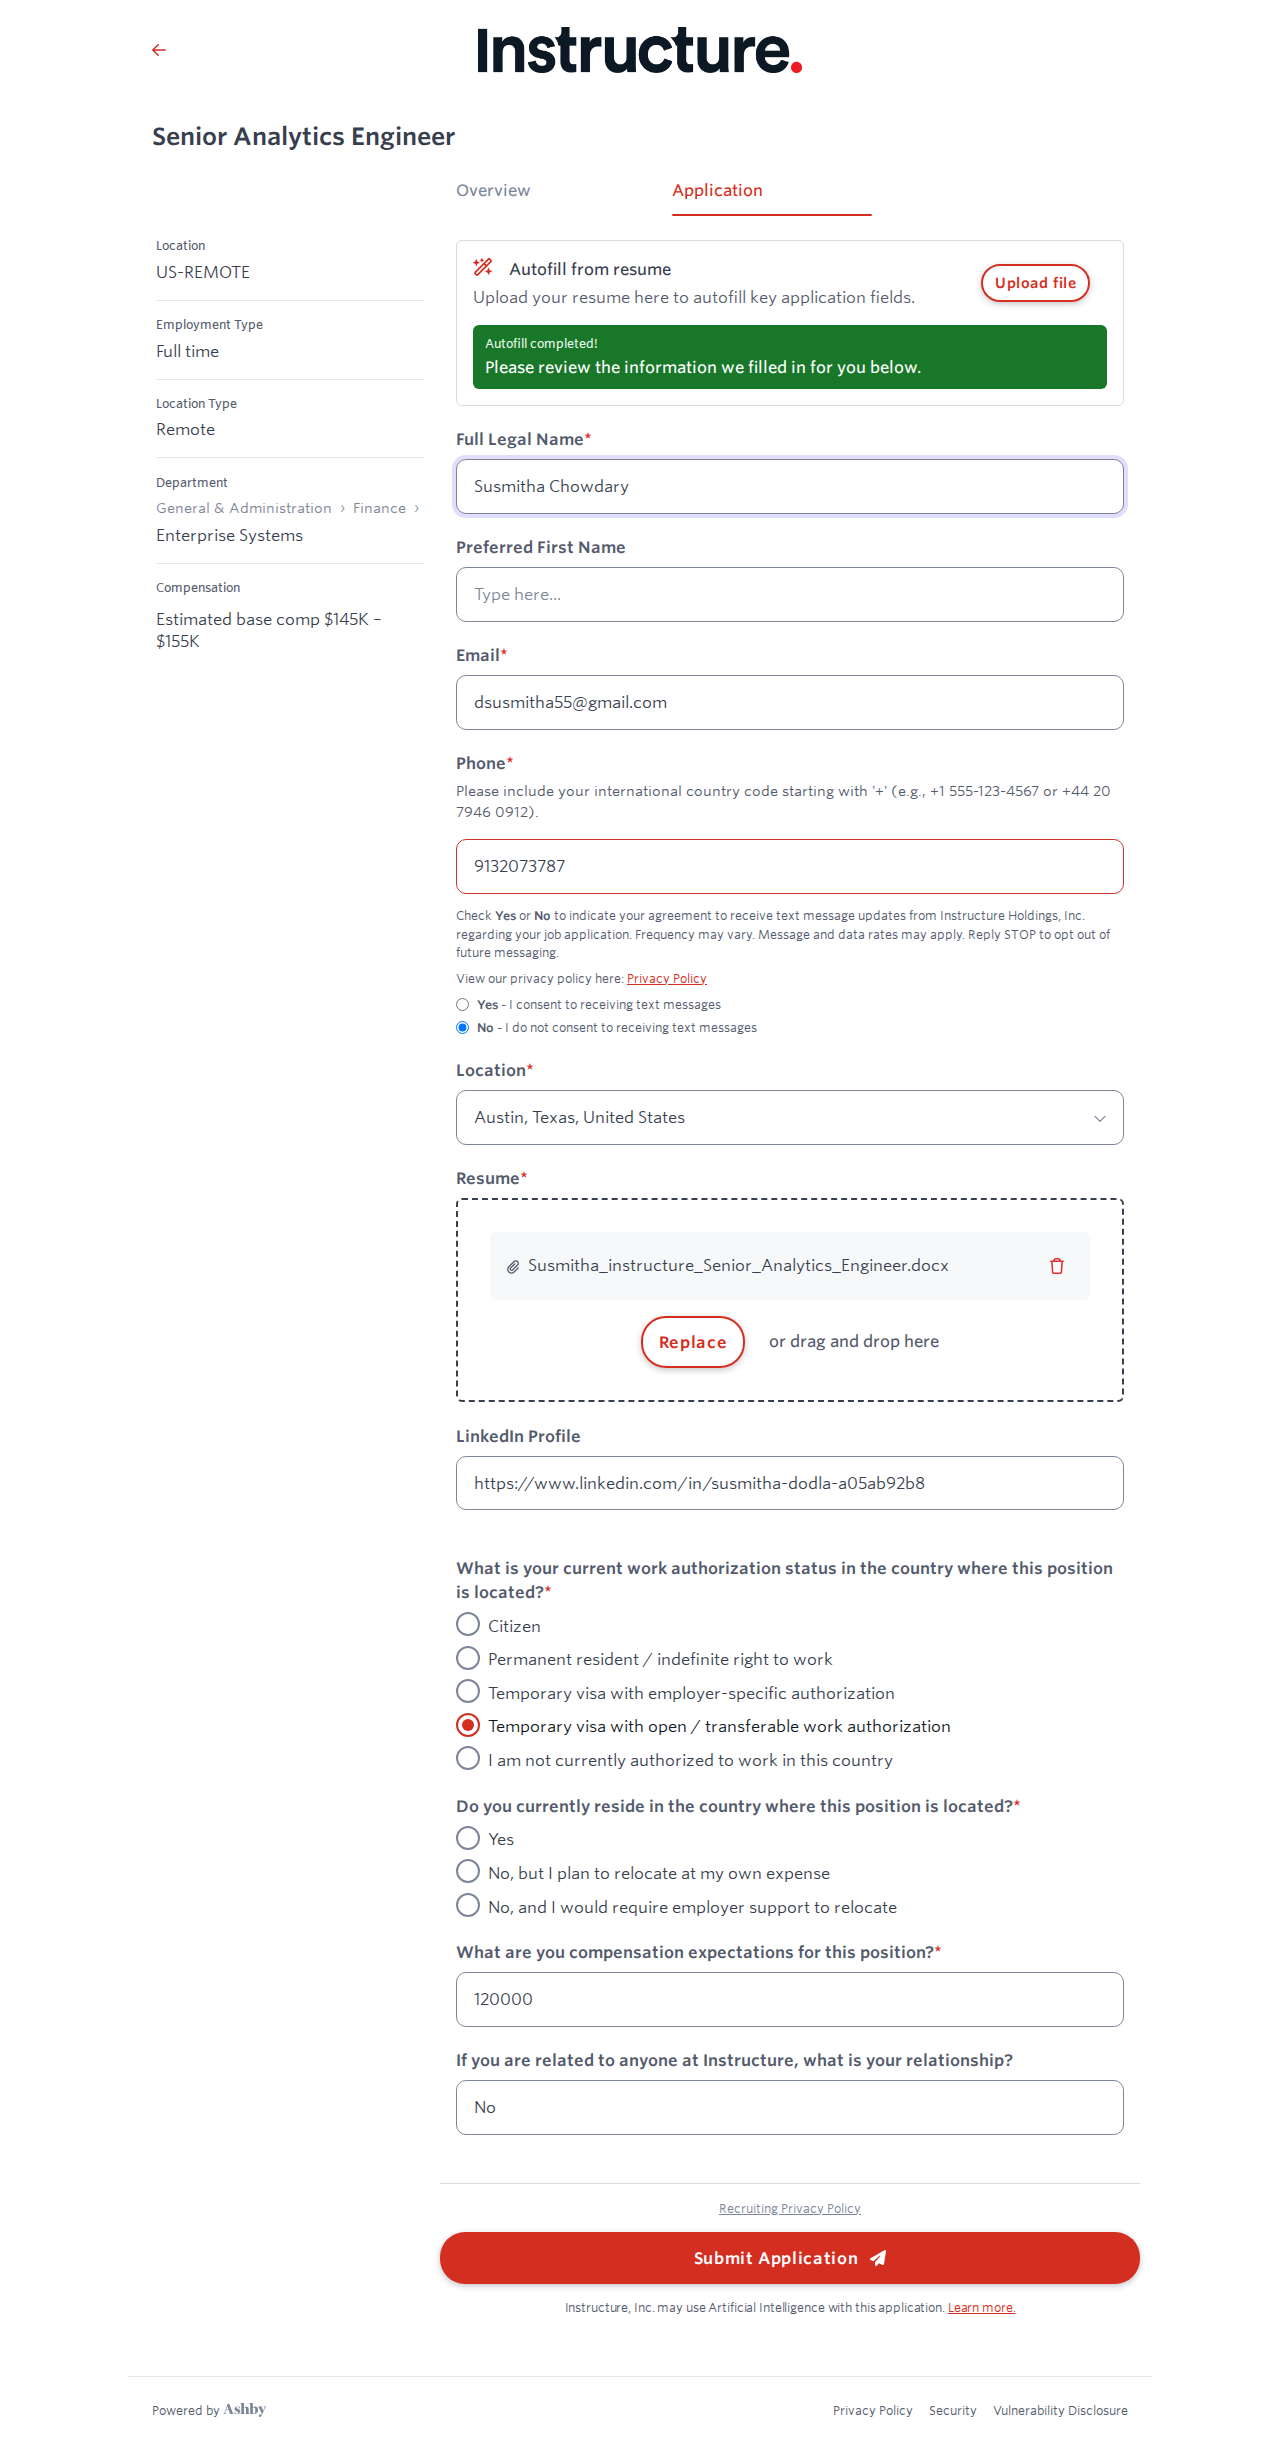 Instructure.
Senior Analytics Engineer
Overview
Application
Location
US-REMOTE
Employment Type
Full time
Location Type
Remote
Department
General & Administration › Finance ›
Enterprise Systems
Compensation
Estimated base comp $145K –
$155K
Autofill from resume
Upload your resume here to autofill key application fields.
Upload file
Autofill completed!
Please review the information we filled in for you below.
Full Legal Name*
Susmitha Chowdary
Preferred First Name
Type here...
Email*
dsusmitha55@gmail.com
Phone*
Please include your international country code starting with '+' (e.g., +1 555-123-4567 or +44 20
7946 0912).
9132073787
Check Yes or No to indicate your agreement to receive text message updates from Instructure Holdings, Inc.
regarding your job application. Frequency may vary. Message and data rates may apply. Reply STOP to opt out of
future messaging.
View our privacy policy here: Privacy Policy
Yes - I consent to receiving text messages
No - I do not consent to receiving text messages
Location*
Austin, Texas, United States
Resume*
Susmitha_instructure_Senior_Analytics_Engineer.docx
Replace
or drag and drop here
LinkedIn Profile
https://www.linkedin.com/in/susmitha-dodla-a05ab92b8
What is your current work authorization status in the country where this position
is located?*
Citizen
Permanent resident / indefinite right to work
Temporary visa with employer-specific authorization
Temporary visa with open / transferable work authorization
I am not currently authorized to work in this country
Do you currently reside in the country where this position is located?*
Yes
No, but I plan to relocate at my own expense
No, and I would require employer support to relocate
What are you compensation expectations for this position?*
120000
If you are related to anyone at Instructure, what is your relationship?
No
Recruiting Privacy Policy
Submit Application
Instructure, Inc. may use Artificial Intelligence with this application. Learn more.
Powered by Ashby
Privacy Policy
Security
Vulnerability Disclosure